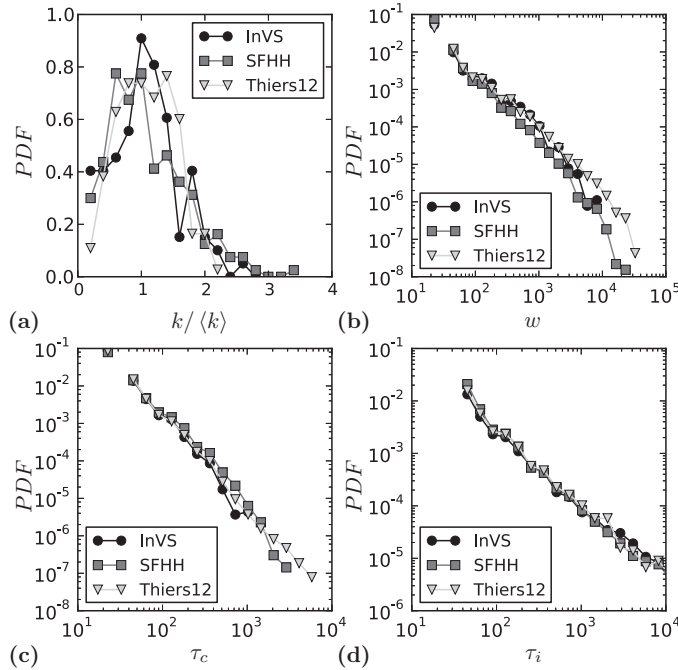 1.0
0.8
0.6
0.4
0.2
0.0
PDF
0 1 2 3 4
k/⟨k⟩
InVS
SFHH
Thiers12
(a)
10^-1
10^-2
10^-3
10^-4
10^-5
10^-6
10^-7
10^-8
PDF
10^1 10^2 10^3 10^4 10^5
w
InVS
SFHH
Thiers12
(b)
10^-1
10^-2
10^-3
10^-4
10^-5
10^-6
10^-7
10^-8
PDF
10^1 10^2 10^3 10^4
τ_c
InVS
SFHH
Thiers12
(c)
10^-1
10^-2
10^-3
10^-4
10^-5
10^-6
PDF
10^1 10^2 10^3 10^4
τ_i
InVS
SFHH
Thiers12
(d)